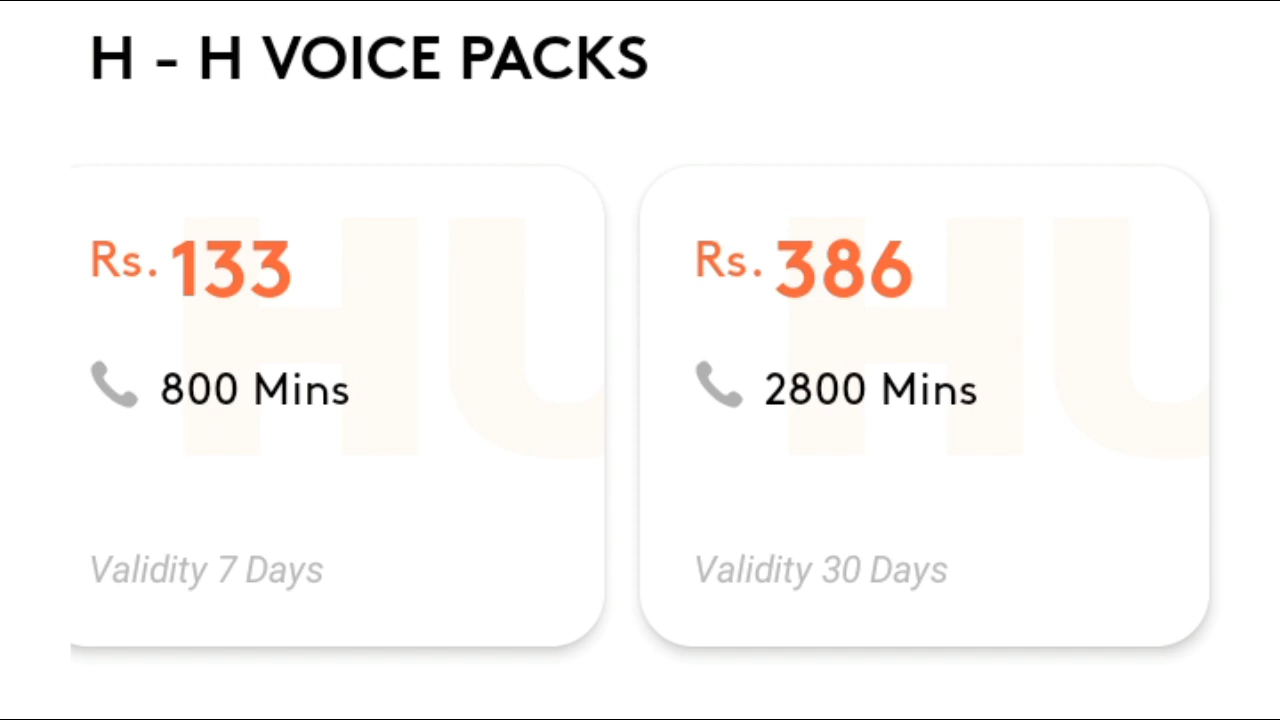 H - H VOICE PACKS
Rs. 133
800 Mins
Validity 7 Days
Rs. 386
2800 Mins
Validity 30 Days